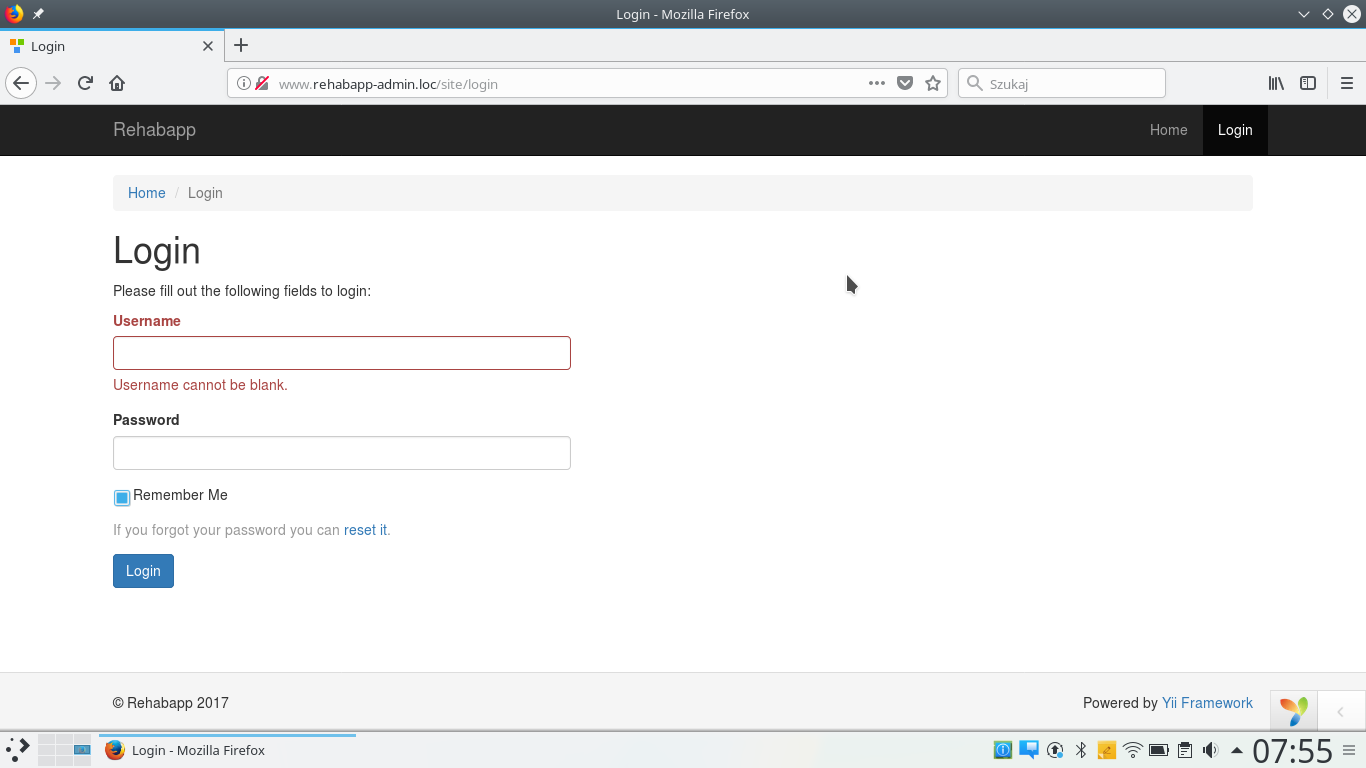 Login - Mozilla Firefox
Login
www.rehabapp-admin.loc/site/login
Szukaj
Rehabapp
Home
Login
Home / Login
Login
Please fill out the following fields to login:
Username
Username cannot be blank.
Password
Remember Me
If you forgot your password you can reset it.
Login
© Rehabapp 2017
Powered by Yii Framework
Login - Mozilla Firefox
07:55